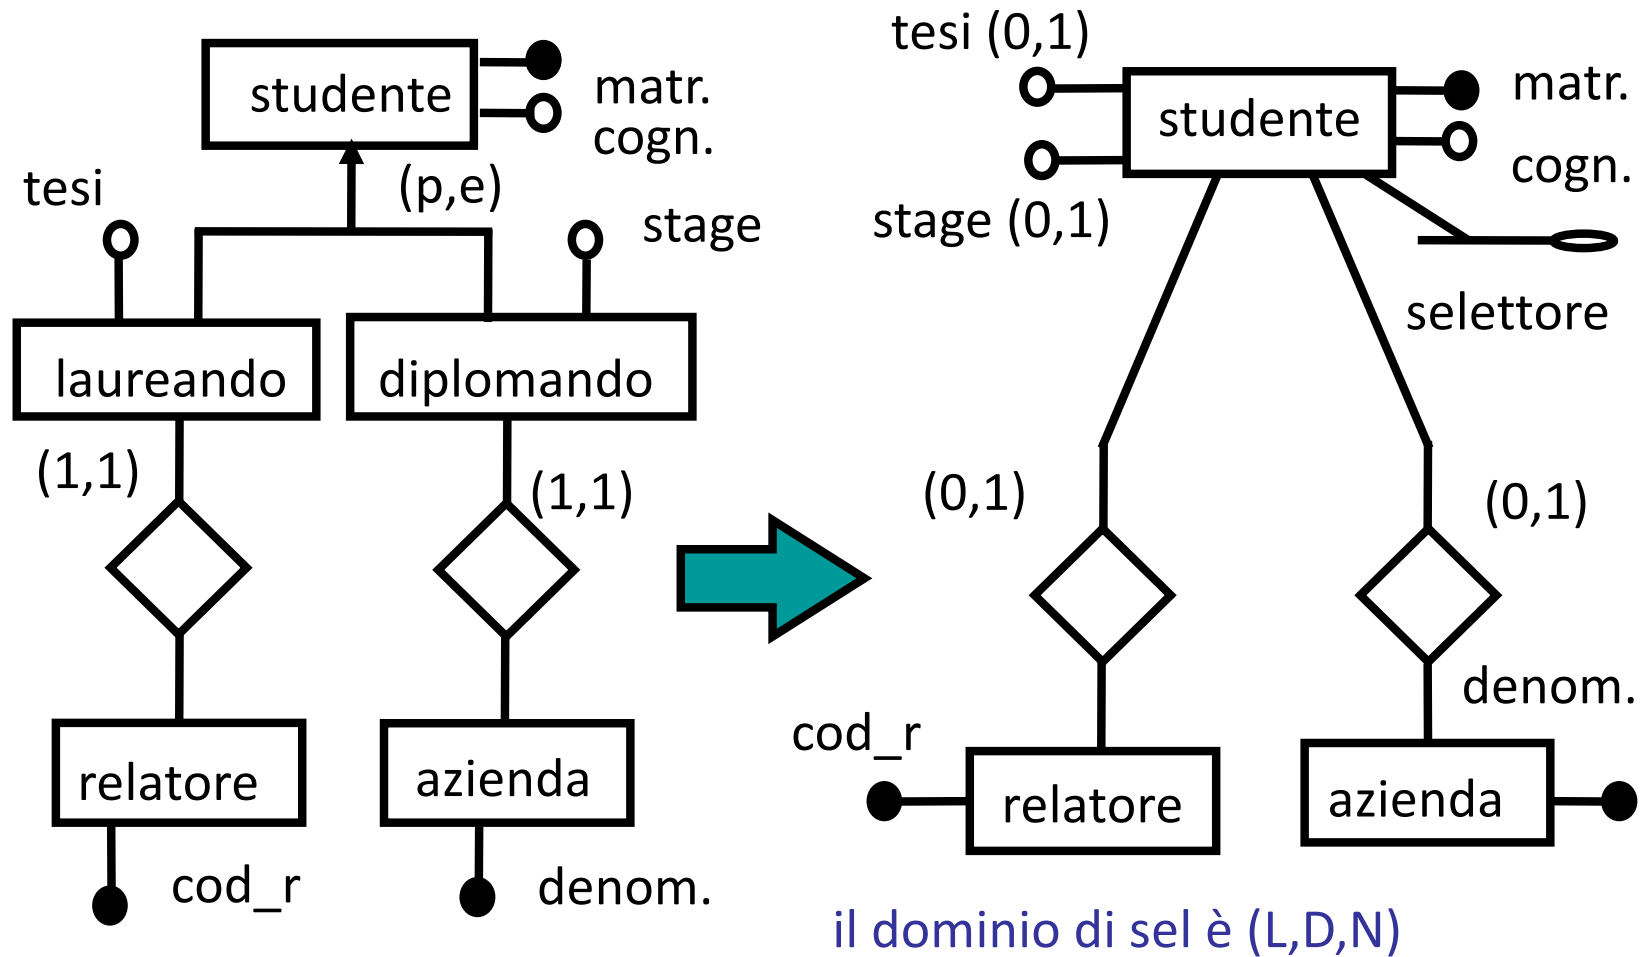 studente
matr.
cogn.
(p,e)
tesi
stage
laureando
diplomando
(1,1)
(1,1)
relatore
azienda
cod_r
denom.
tesi (0,1)
studente
matr.
cogn.
stage (0,1)
selettore
(0,1)
(0,1)
denom.
cod_r
relatore
azienda
il dominio di sel è (L,D,N)